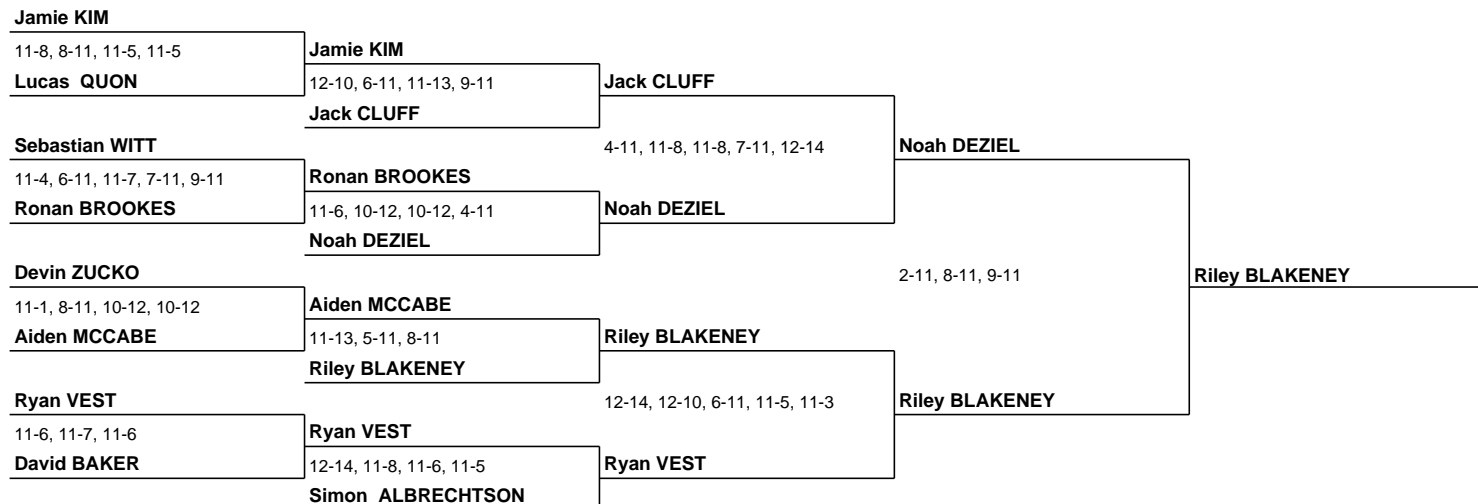 Jamie KIM
11-8, 8-11, 11-5, 11-5
Lucas  QUON
Sebastian WITT
11-4, 6-11, 11-7, 7-11, 9-11
Ronan BROOKES
Devin ZUCKO
11-1, 8-11, 10-12, 10-12
Aiden MCCABE
Ryan VEST
11-6, 11-7, 11-6
David BAKER
Jamie KIM
12-10, 6-11, 11-13, 9-11
Jack CLUFF
Ronan BROOKES
11-6, 10-12, 10-12, 4-11
Noah DEZIEL
Aiden MCCABE
11-13, 5-11, 8-11
Riley BLAKENEY
Ryan VEST
12-14, 11-8, 11-6, 11-5
Simon  ALBRECHTSON
Jack CLUFF
4-11, 11-8, 11-8, 7-11, 12-14
Noah DEZIEL
Riley BLAKENEY
12-14, 12-10, 6-11, 11-5, 11-3
Ryan VEST
Noah DEZIEL
2-11, 8-11, 9-11
Riley BLAKENEY
Riley BLAKENEY